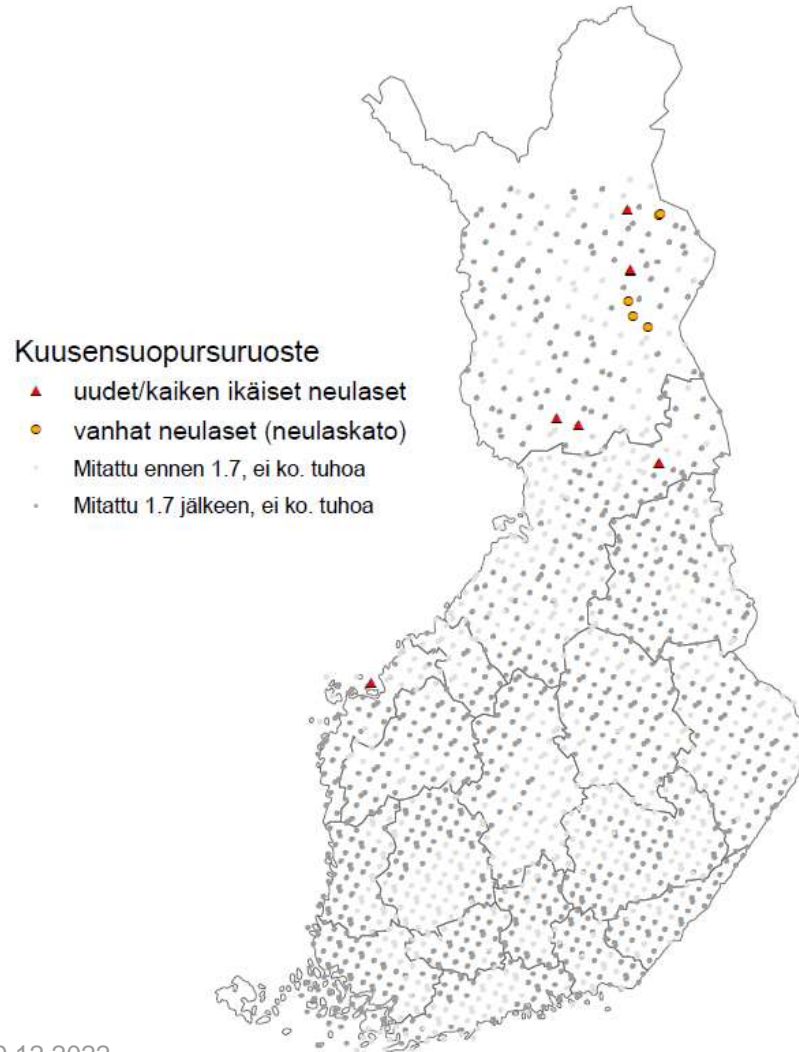 Kuusensuopursuruoste
uudet/kaiken ikäiset neulaset
vanhat neulaset (neulaskato)
Mitattu ennen 1.7, ei ko. tuhoa
Mitattu 1.7 jälkeen, ei ko. tuhoa